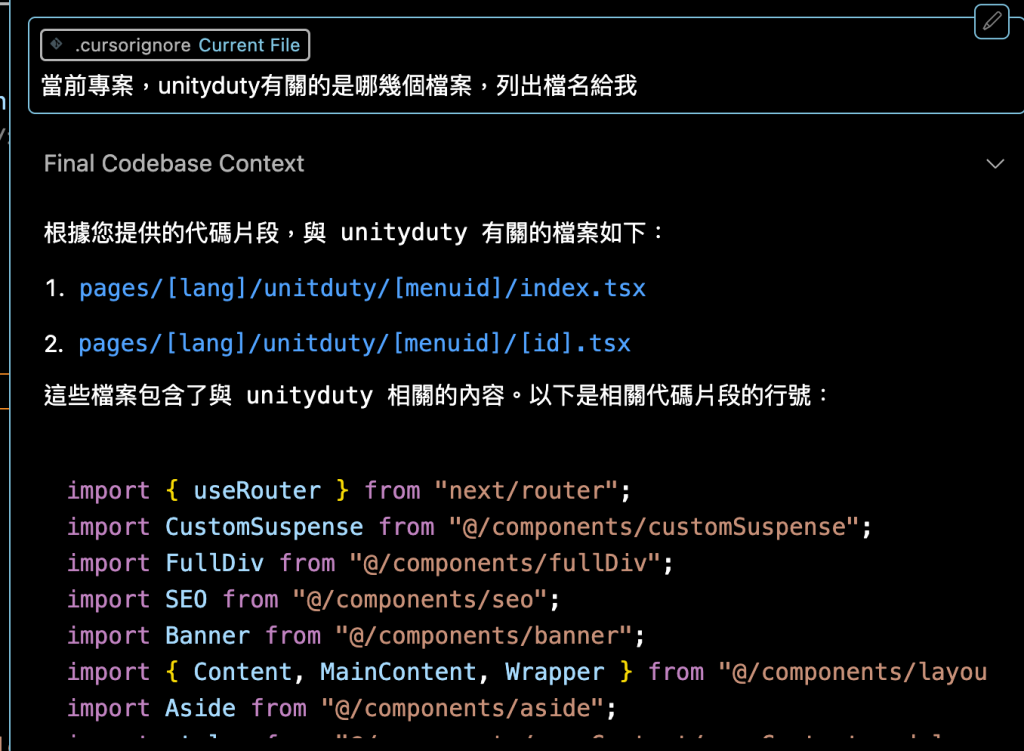 .cursorignore Current File
當前專案，unityduty有關的是哪幾個檔案，列出檔名給我
Final Codebase Context
根據您提供的代碼片段，與 unityduty 有關的檔案如下：
1. pages/[lang]/unitduty/[menuid]/index.tsx
2. pages/[lang]/unitduty/[menuid]/[id].tsx
這些檔案包含了與 unityduty 相關的內容。以下是相關代碼片段的行號：
import { useRouter } from "next/router";
import CustomSuspense from "@/components/customSuspense";
import FullDiv from "@/components/fullDiv";
import SEO from "@/components/seo";
import Banner from "@/components/banner";
import { Content, MainContent, Wrapper } from "@/components/layou
import Aside from "@/components/aside";